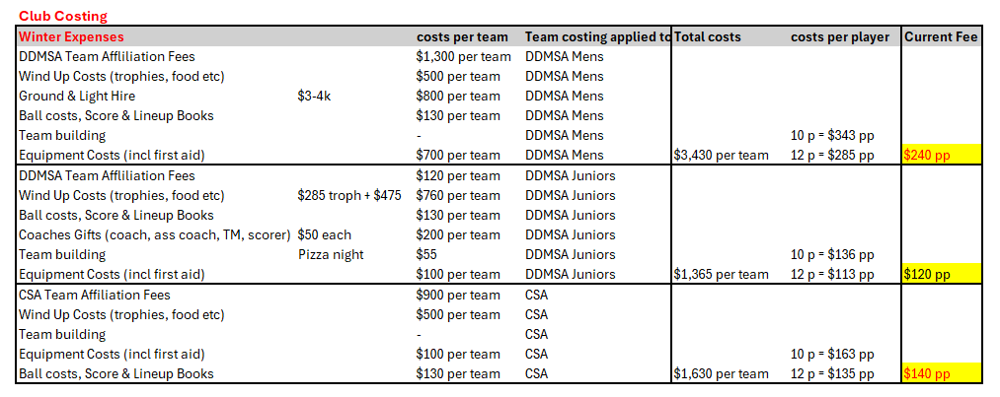 Club Costing
Winter Expenses costs per team Team costing applied to Total costs costs per player Current Fee
DDMSA Team Affliliation Fees $1,300 per team DDMSA Mens
Wind Up Costs (trophies, food etc) $500 per team DDMSA Mens
Ground & Light Hire $3-4k $800 per team DDMSA Mens
Ball costs, Score & Lineup Books $130 per team DDMSA Mens
Team building - DDMSA Mens 10 p = $343 pp
Equipment Costs (incl first aid) $700 per team DDMSA Mens $3,430 per team 12 p = $285 pp $240 pp
DDMSA Team Affliliation Fees $120 per team DDMSA Juniors
Wind Up Costs (trophies, food etc) $285 troph + $475 $760 per team DDMSA Juniors
Ball costs, Score & Lineup Books $130 per team DDMSA Juniors
Coaches Gifts (coach, ass coach, TM, scorer) $50 each $200 per team DDMSA Juniors
Team building Pizza night $55 DDMSA Juniors 10 p = $136 pp
Equipment Costs (incl first aid) $100 per team DDMSA Juniors $1,365 per team 12 p = $113 pp $120 pp
CSA Team Affiliation Fees $900 per team CSA
Wind Up Costs (trophies, food etc) $500 per team CSA
Team building - CSA
Equipment Costs (incl first aid) $100 per team CSA 10 p = $163 pp
Ball costs, Score & Lineup Books $130 per team CSA $1,630 per team 12 p = $135 pp $140 pp